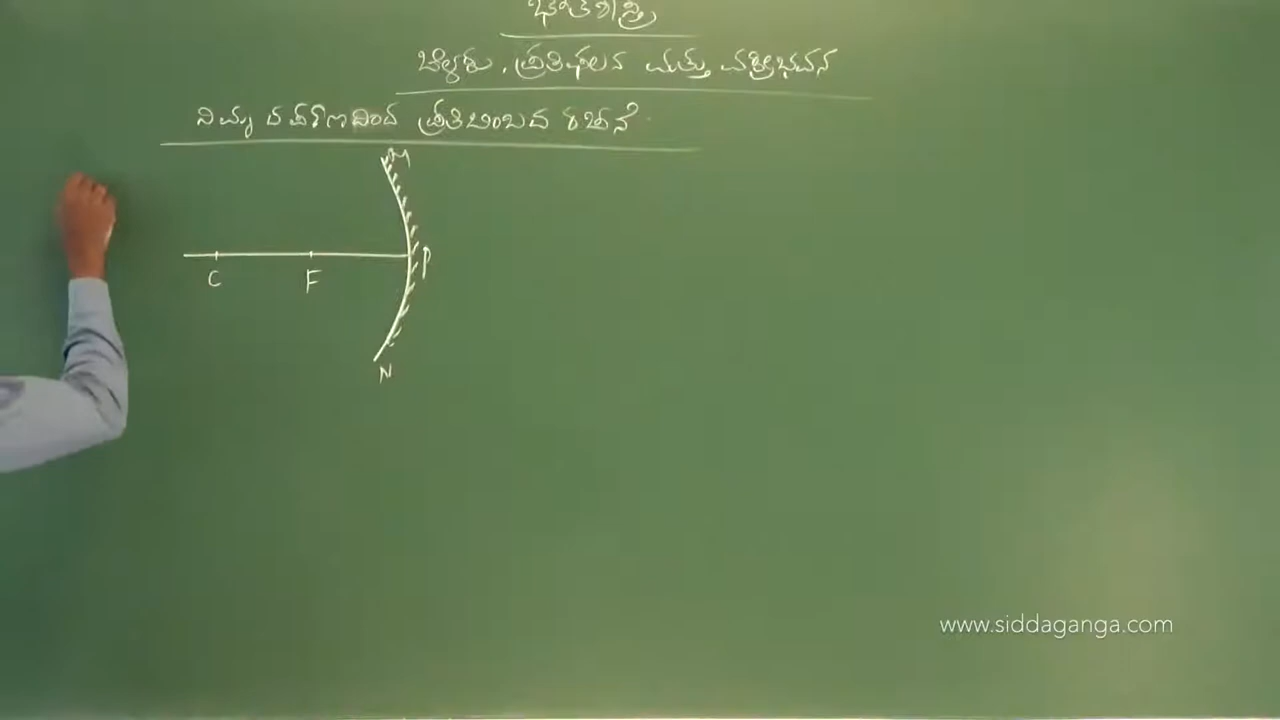 ಭೌತಶಾಸ್ತ್ರ
ಬೆಳಕು, ಪ್ರತಿಫಲನ ಮತ್ತು ವಕ್ರೀಭವನ
ನಿಮ್ನ ದರ್ಪಣದಿಂದ ಪ್ರತಿಬಿಂಬದ ರಚನೆ
M
P
C F
N
www.siddaganga.com